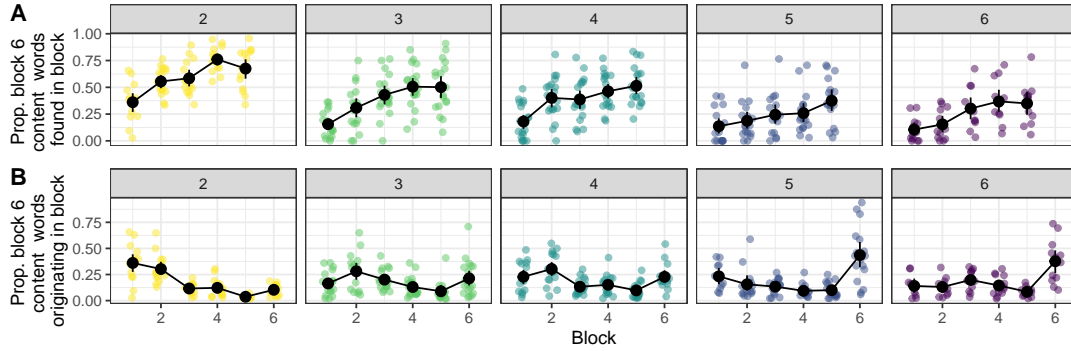 A
2 3 4 5 6
Prop. block 6
content words
found in block
1.00
0.75
0.50
0.25
0.00
B
2 3 4 5 6
Prop. block 6
content words
originating in block
0.75
0.50
0.25
0.00
2 4 6 2 4 6 2 4 6 2 4 6 2 4 6
Block